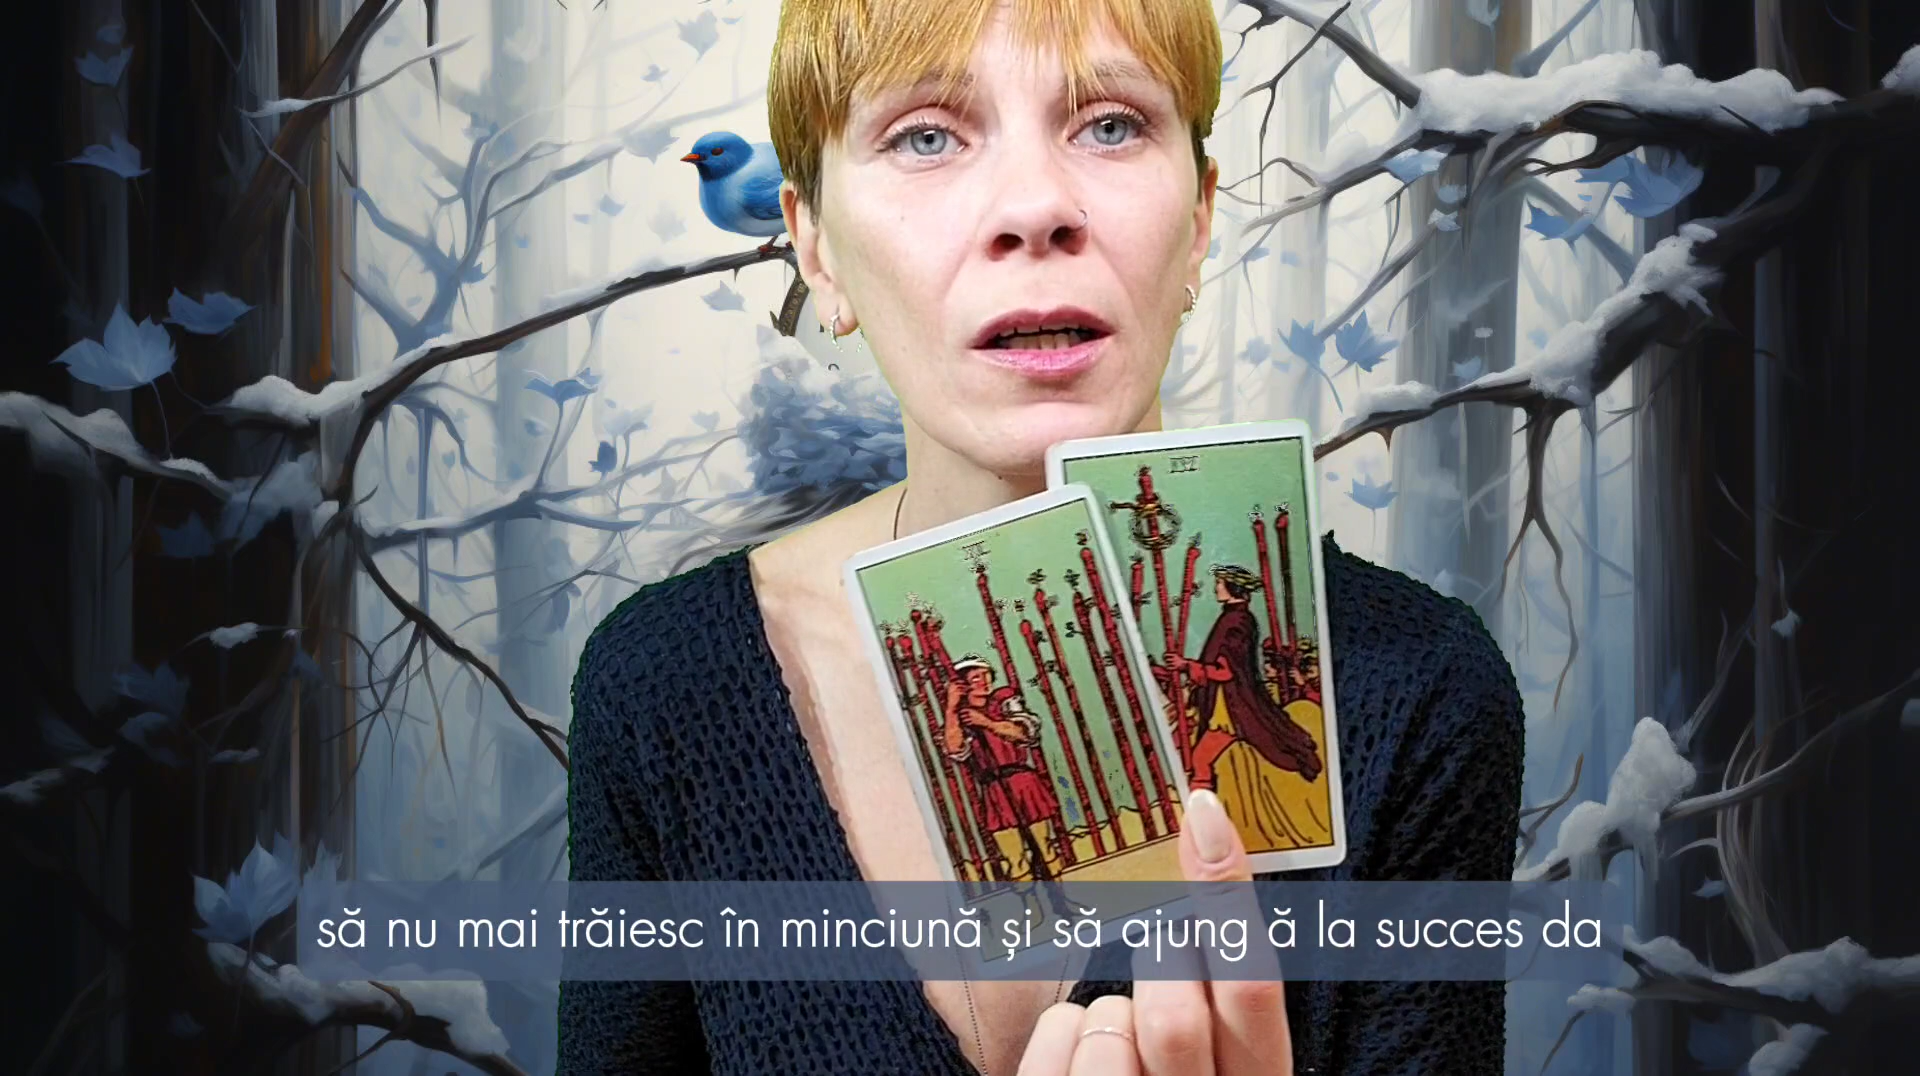 să nu mai trăiesc în minciună și să ajung ă la succes da